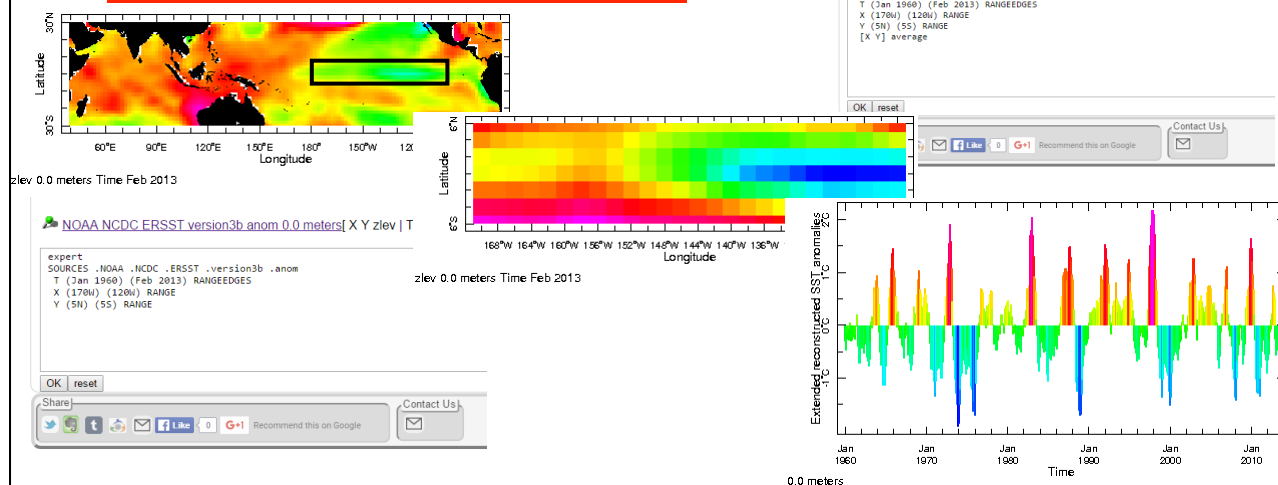 30°N
Latitude
30°S
60°E 90°E 120°E 150°E 180° 150°W 12
Longitude
zlev 0.0 meters Time Feb 2013
NOAA NCDC ERSST version3b anom 0.0 meters[ X Y zlev | T
expert
SOURCES .NOAA .NCDC .ERSST .version3b .anom
T (Jan 1960) (Feb 2013) RANGEEDGES
X (170W) (120W) RANGE
Y (5N) (5S) RANGE
OK reset
Share
Like 0 G+1 Recommend this on Google
Contact Us
6°N
Latitude
6°S
168°W 164°W 160°W 156°W 152°W 148°W 144°W 140°W 136°W
Longitude
zlev 0.0 meters Time Feb 2013
T (Jan 1960) (Feb 2013) RANGEEDGES
X (170W) (120W) RANGE
Y (5N) (5S) RANGE
[X Y] average
OK reset
Like 0 G+1 Recommend this on Google
Contact Us
Extended reconstructed SST anomalies
2°C
1°C
0°C
-1°C
Jan 1960 Jan 1970 Jan 1980 Jan 1990 Jan 2000 Jan 2010
Time
0.0 meters